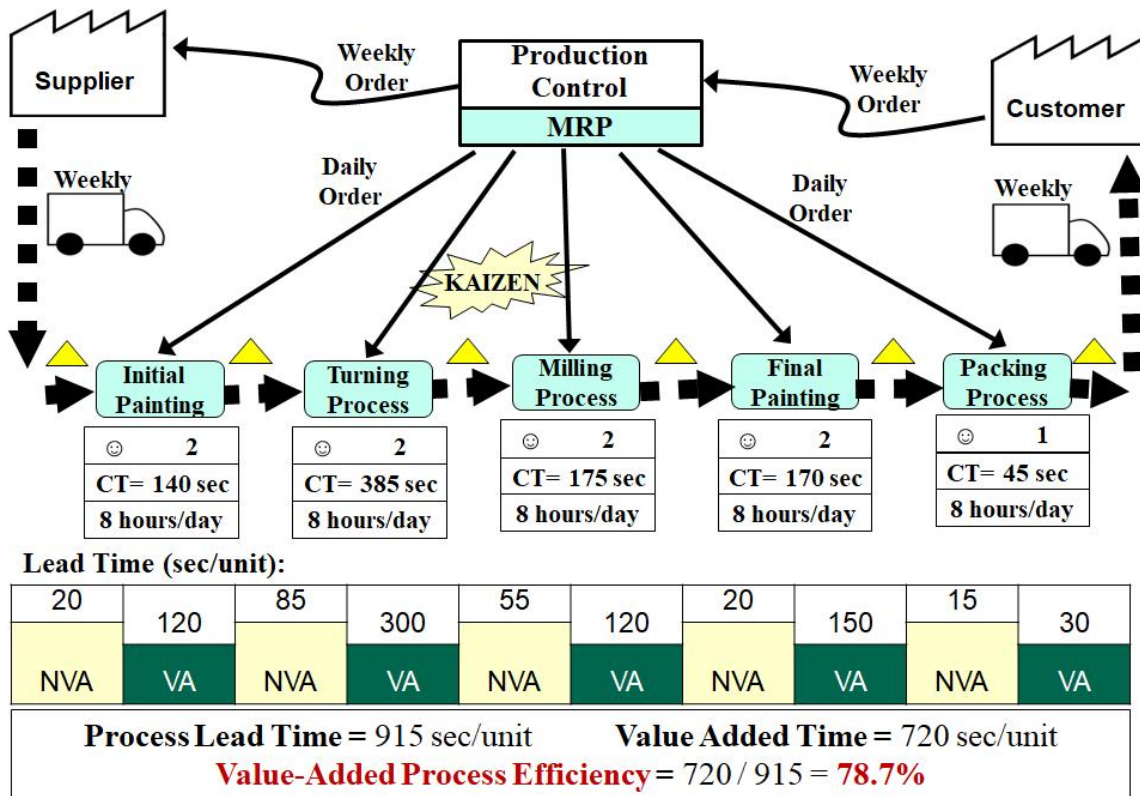 Supplier
Weekly
Order
Production
Control
MRP
Weekly
Order
Customer
Weekly
Daily
Order
KAIZEN
Daily
Order
Weekly
Initial
Painting
Turning
Process
Milling
Process
Final
Painting
Packing
Process
☺ 2
☺ 2
☺ 2
☺ 2
☺ 1
CT= 140 sec
CT= 385 sec
CT= 175 sec
CT= 170 sec
CT= 45 sec
8 hours/day
8 hours/day
8 hours/day
8 hours/day
8 hours/day
Lead Time (sec/unit):
20
120
85
300
55
120
20
150
15
30
NVA
VA
NVA
VA
NVA
VA
NVA
VA
NVA
VA
Process Lead Time = 915 sec/unit
Value Added Time = 720 sec/unit
Value-Added Process Efficiency = 720 / 915 = 78.7%